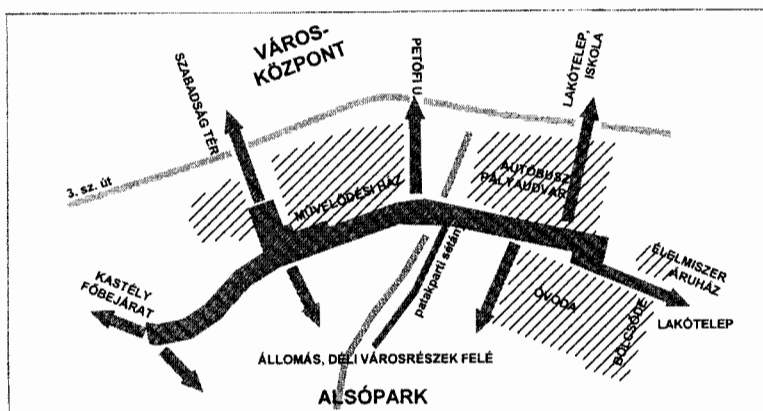 VÁROS-
KÖZPONT
SZABADSÁG TÉR
PETŐFI U.
LAKÓTELEP,
ISKOLA
3. sz. út
MŰVELŐDÉSI HÁZ
AUTÓBUSZ
PÁLYAUDVAR
patakparti sétány
KASTÉLY
FŐBEJÁRAT
ÉLELMISZER
ÁRUHÁZ
ÓVODA
BÖLCSŐDE
LAKÓTELEP
ÁLLOMÁS, DÉLI VÁROSRÉSZEK FELÉ
ALSÓPARK